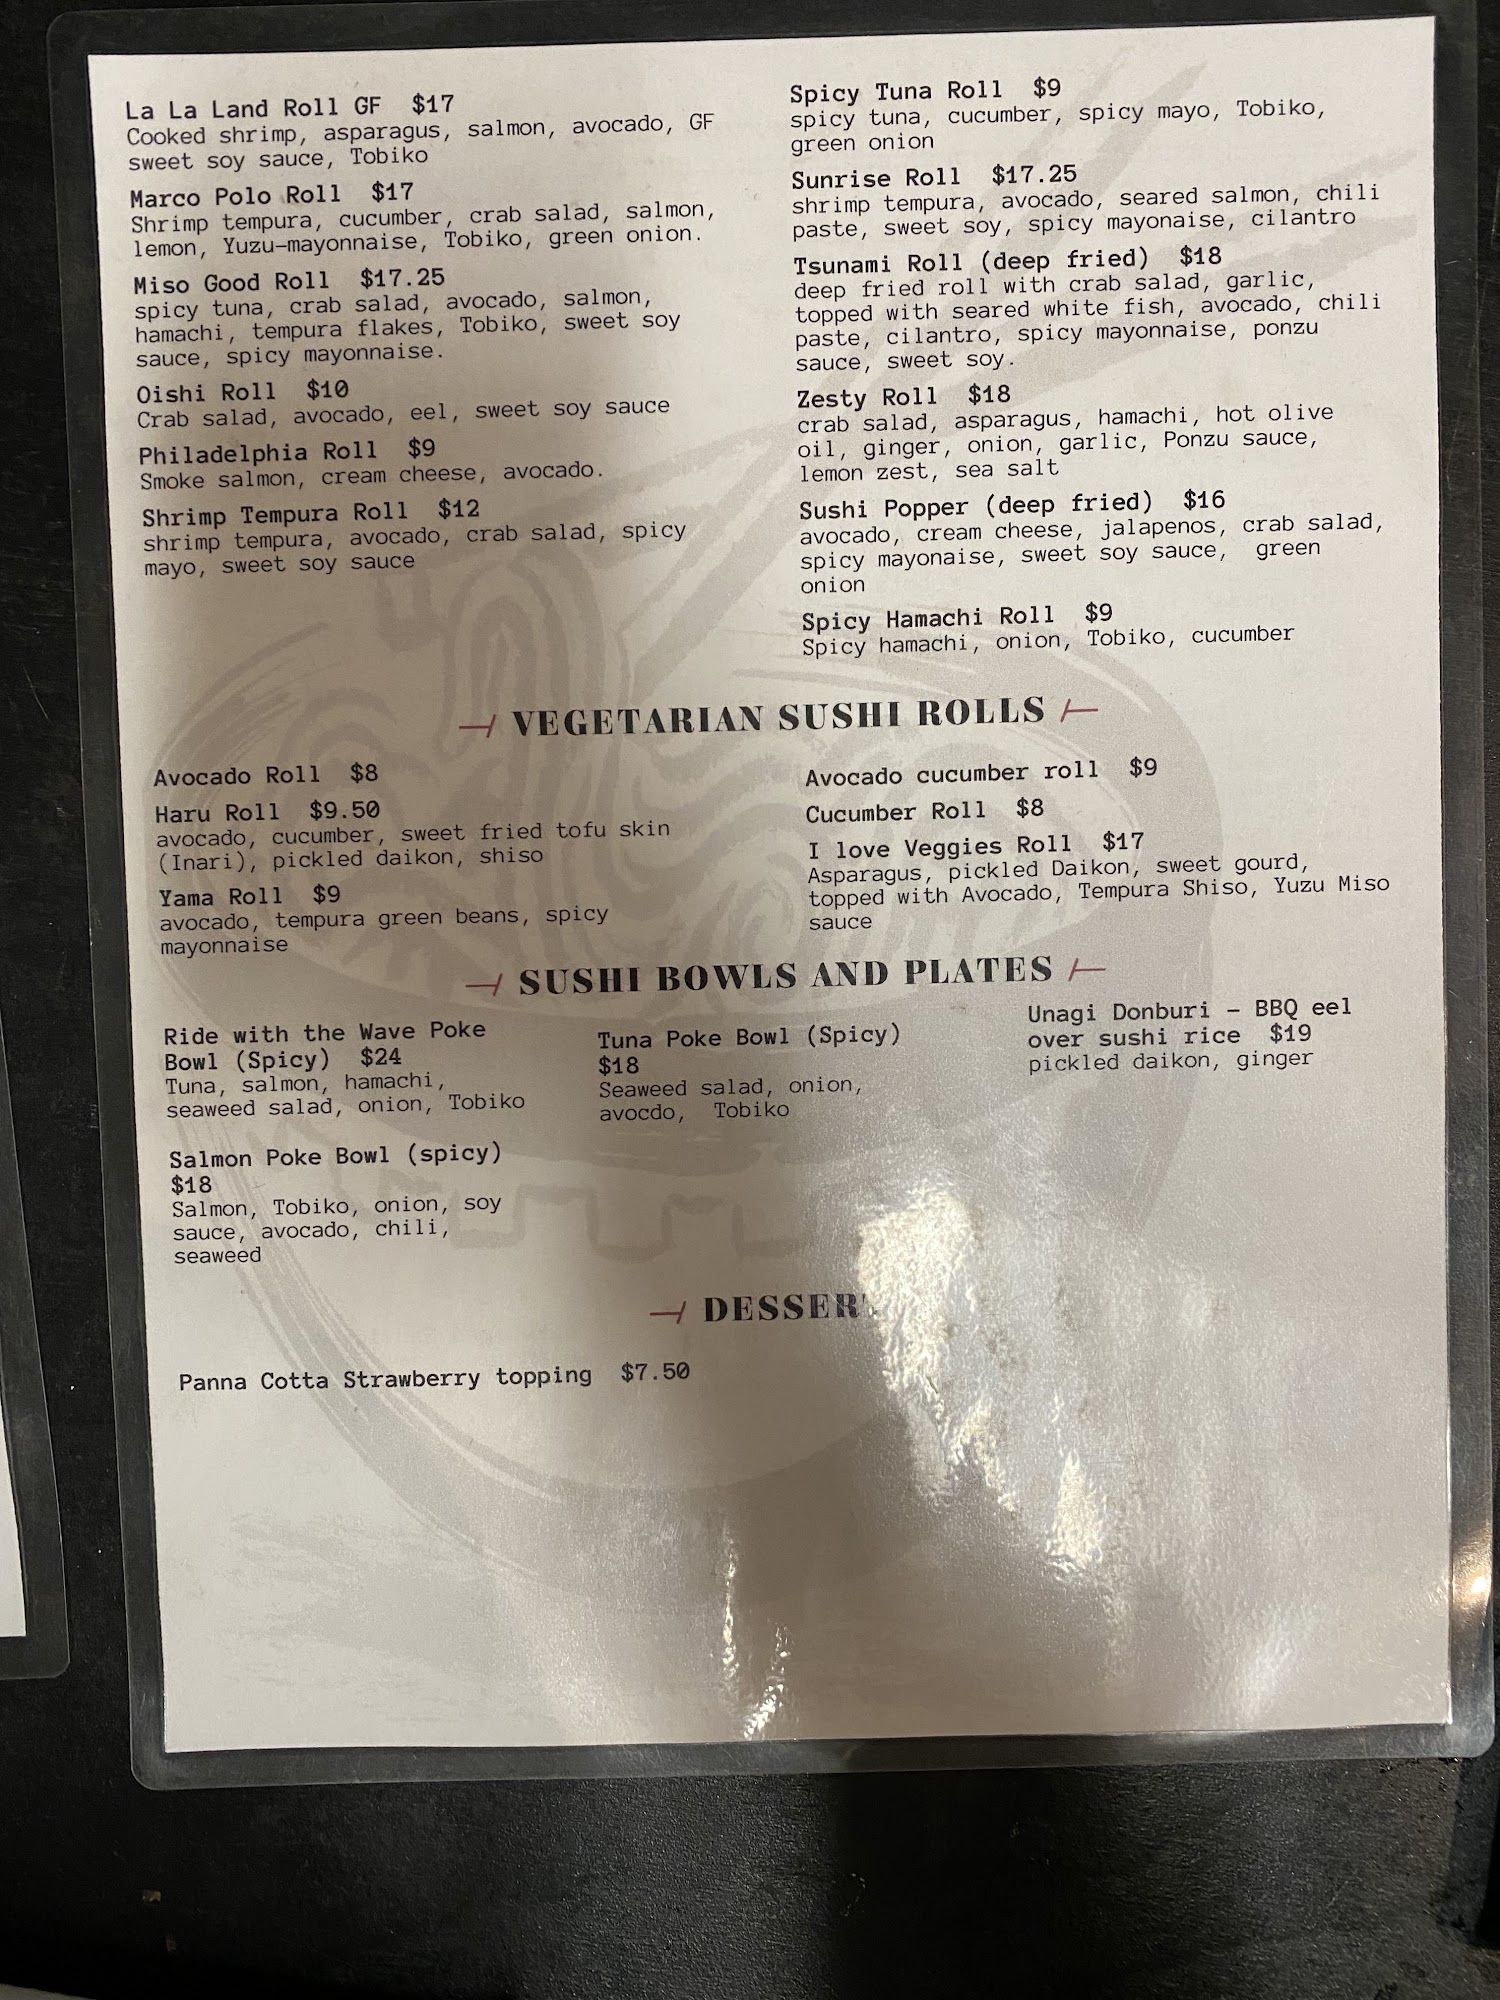 La La Land Roll GF $17
Cooked shrimp, asparagus, salmon, avocado, GF
sweet soy sauce, Tobiko
Marco Polo Roll $17
Shrimp tempura, cucumber, crab salad, salmon,
lemon, Yuzu-mayonnaise, Tobiko, green onion.
Miso Good Roll $17.25
spicy tuna, crab salad, avocado, salmon,
hamachi, tempura flakes, Tobiko, sweet soy
sauce, spicy mayonnaise.
Oishi Roll $10
Crab salad, avocado, eel, sweet soy sauce
Philadelphia Roll $9
Smoke salmon, cream cheese, avocado.
Shrimp Tempura Roll $12
shrimp tempura, avocado, crab salad, spicy
mayo, sweet soy sauce
Spicy Tuna Roll $9
spicy tuna, cucumber, spicy mayo, Tobiko,
green onion
Sunrise Roll $17.25
shrimp tempura, avocado, seared salmon, chili
paste, sweet soy, spicy mayonaise, cilantro
Tsunami Roll (deep fried) $18
deep fried roll with crab salad, garlic,
topped with seared white fish, avocado, chili
paste, cilantro, spicy mayonnaise, ponzu
sauce, sweet soy.
Zesty Roll $18
crab salad, asparagus, hamachi, hot olive
oil, ginger, onion, garlic, Ponzu sauce,
lemon zest, sea salt
Sushi Popper (deep fried) $16
avocado, cream cheese, jalapenos, crab salad,
spicy mayonaise, sweet soy sauce, green
onion
Spicy Hamachi Roll $9
Spicy hamachi, onion, Tobiko, cucumber
VEGETARIAN SUSHI ROLLS
Avocado Roll $8
Haru Roll $9.50
avocado, cucumber, sweet fried tofu skin
(Inari), pickled daikon, shiso
Yama Roll $9
avocado, tempura green beans, spicy
mayonnaise
Avocado cucumber roll $9
Cucumber Roll $8
I love Veggies Roll $17
Asparagus, pickled Daikon, sweet gourd,
topped with Avocado, Tempura Shiso, Yuzu Miso
sauce
SUSHI BOWLS AND PLATES
Ride with the Wave Poke
Bowl (Spicy) $24
Tuna, salmon, hamachi,
seaweed salad, onion, Tobiko
Tuna Poke Bowl (Spicy)
$18
Seaweed salad, onion,
avocdo, Tobiko
Unagi Donburi - BBQ eel
over sushi rice $19
pickled daikon, ginger
Salmon Poke Bowl (spicy)
$18
Salmon, Tobiko, onion, soy
sauce, avocado, chili,
seaweed
DESSER
Panna Cotta Strawberry topping $7.50